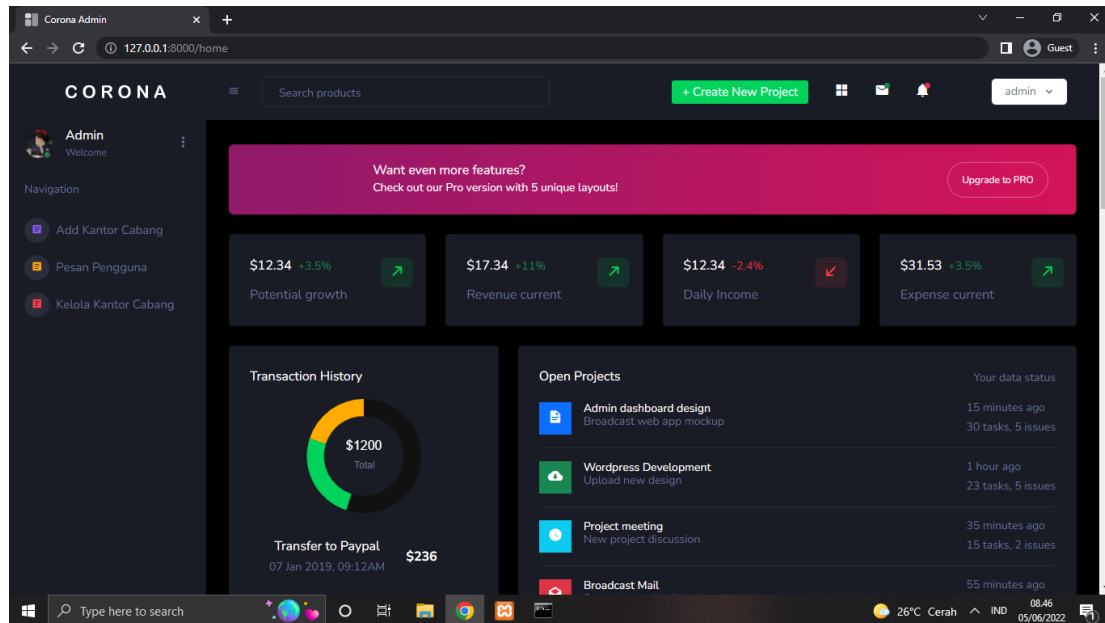 Corona Admin
127.0.0.1:8000/home
Guest
CORONA
Search products
+ Create New Project
admin
Admin
Welcome
Navigation
Add Kantor Cabang
Pesan Pengguna
Kelola Kantor Cabang
Want even more features?
Check out our Pro version with 5 unique layouts!
Upgrade to PRO
$12.34 +3.5%
Potential growth
$17.34 +11%
Revenue current
$12.34 -2.4%
Daily Income
$31.53 +3.5%
Expense current
Transaction History
$1200
Total
Transfer to Paypal
07 Jan 2019, 09:12AM
$236
Open Projects
Your data status
Admin dashboard design
Broadcast web app mockup
15 minutes ago
30 tasks, 5 issues
Wordpress Development
Upload new design
1 hour ago
23 tasks, 5 issues
Project meeting
New project discussion
35 minutes ago
15 tasks, 2 issues
Broadcast Mail
55 minutes ago
Type here to search
26°C Cerah
IND
08.46
05/06/2022
1